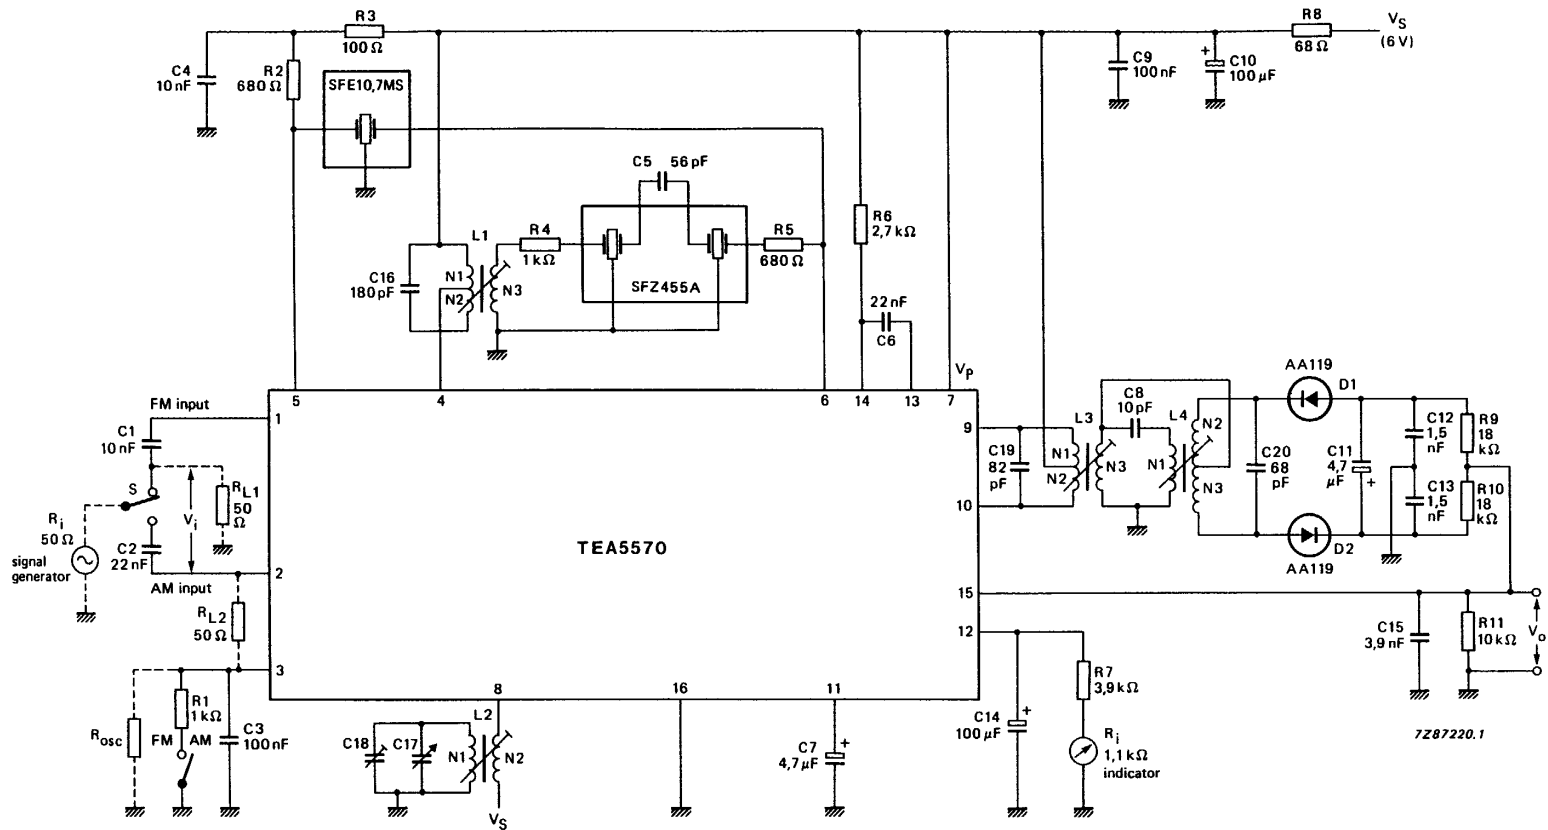 R3
100 Ω
C4
10 nF
R2
680 Ω
SFE10,7MS
R8
68 Ω
VS
(6 V)
C9
100 nF
+
C10
100 µF
C5 56 pF
L1
R4
1 kΩ
R5
680 Ω
SFZ455A
C16
180 pF
N1
N2
N3
R6
2,7 kΩ
22 nF
C6
VP
5
4
6
14
13
7
FM input
1
C1
10 nF
S
Vi
RL1
50
Ω
Ri
50 Ω
signal
generator
C2
22 nF
AM input
2
RL2
50 Ω
3
R1
1 kΩ
Rosc
FM
AM
C3
100 nF
TEA5570
9
10
15
12
8
16
11
C19
82
pF
L3
N1
N2
N3
C8
10 pF
L4
N1
N2
N3
C20
68
pF
AA119
D1
D2
AA119
C11
4,7
µF
+
C12
1,5
nF
C13
1,5
nF
R9
18
kΩ
R10
18
kΩ
C15
3,9 nF
R11
10 kΩ
Vo
C18
C17
L2
N1
N2
VS
C7
4,7 µF
+
C14
100 µF
+
R7
3,9 kΩ
Ri
1,1 kΩ
indicator
7Z87220.1